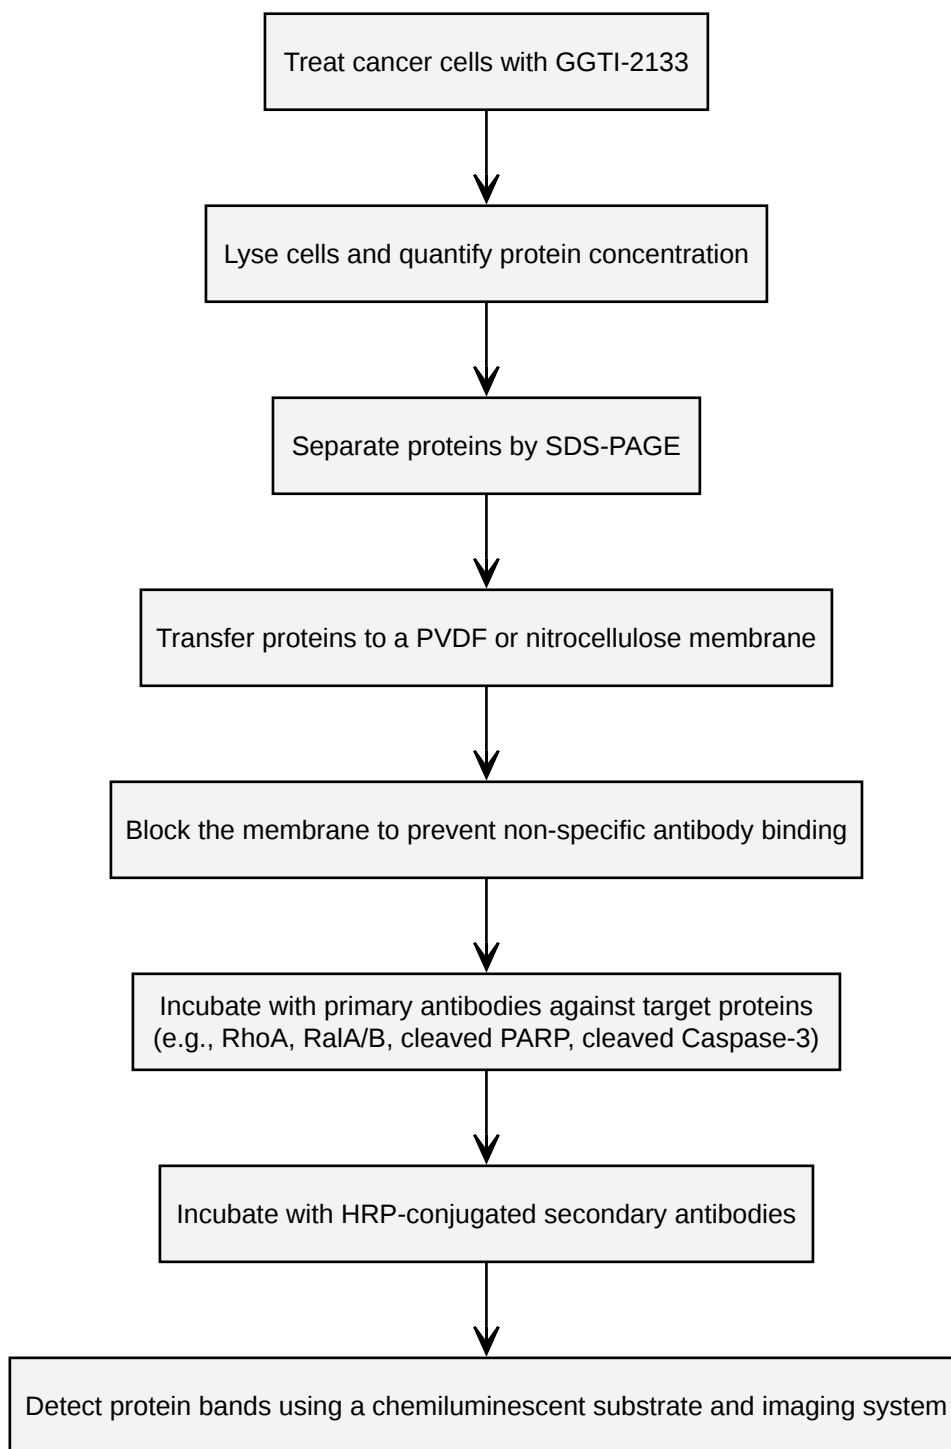 Treat cancer cells with GGTI-2133
Lyse cells and quantify protein concentration
Separate proteins by SDS-PAGE
Transfer proteins to a PVDF or nitrocellulose membrane
Block the membrane to prevent non-specific antibody binding
Incubate with primary antibodies against target proteins
(e.g., RhoA, RalA/B, cleaved PARP, cleaved Caspase-3)
Incubate with HRP-conjugated secondary antibodies
Detect protein bands using a chemiluminescent substrate and imaging system